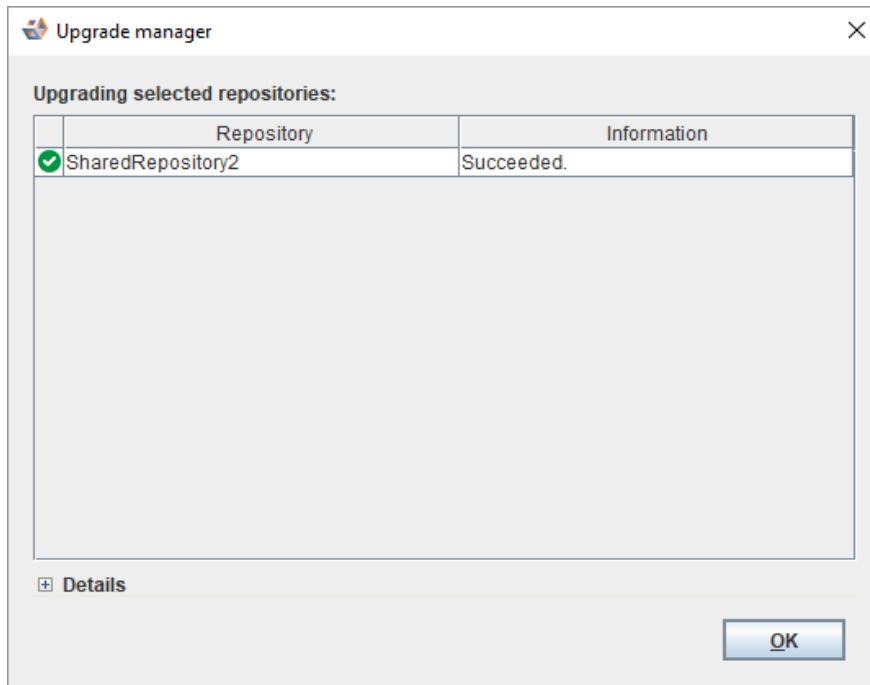 Upgrade manager
Upgrading selected repositories:
Repository Information
SharedRepository2 Succeeded.
Details
OK